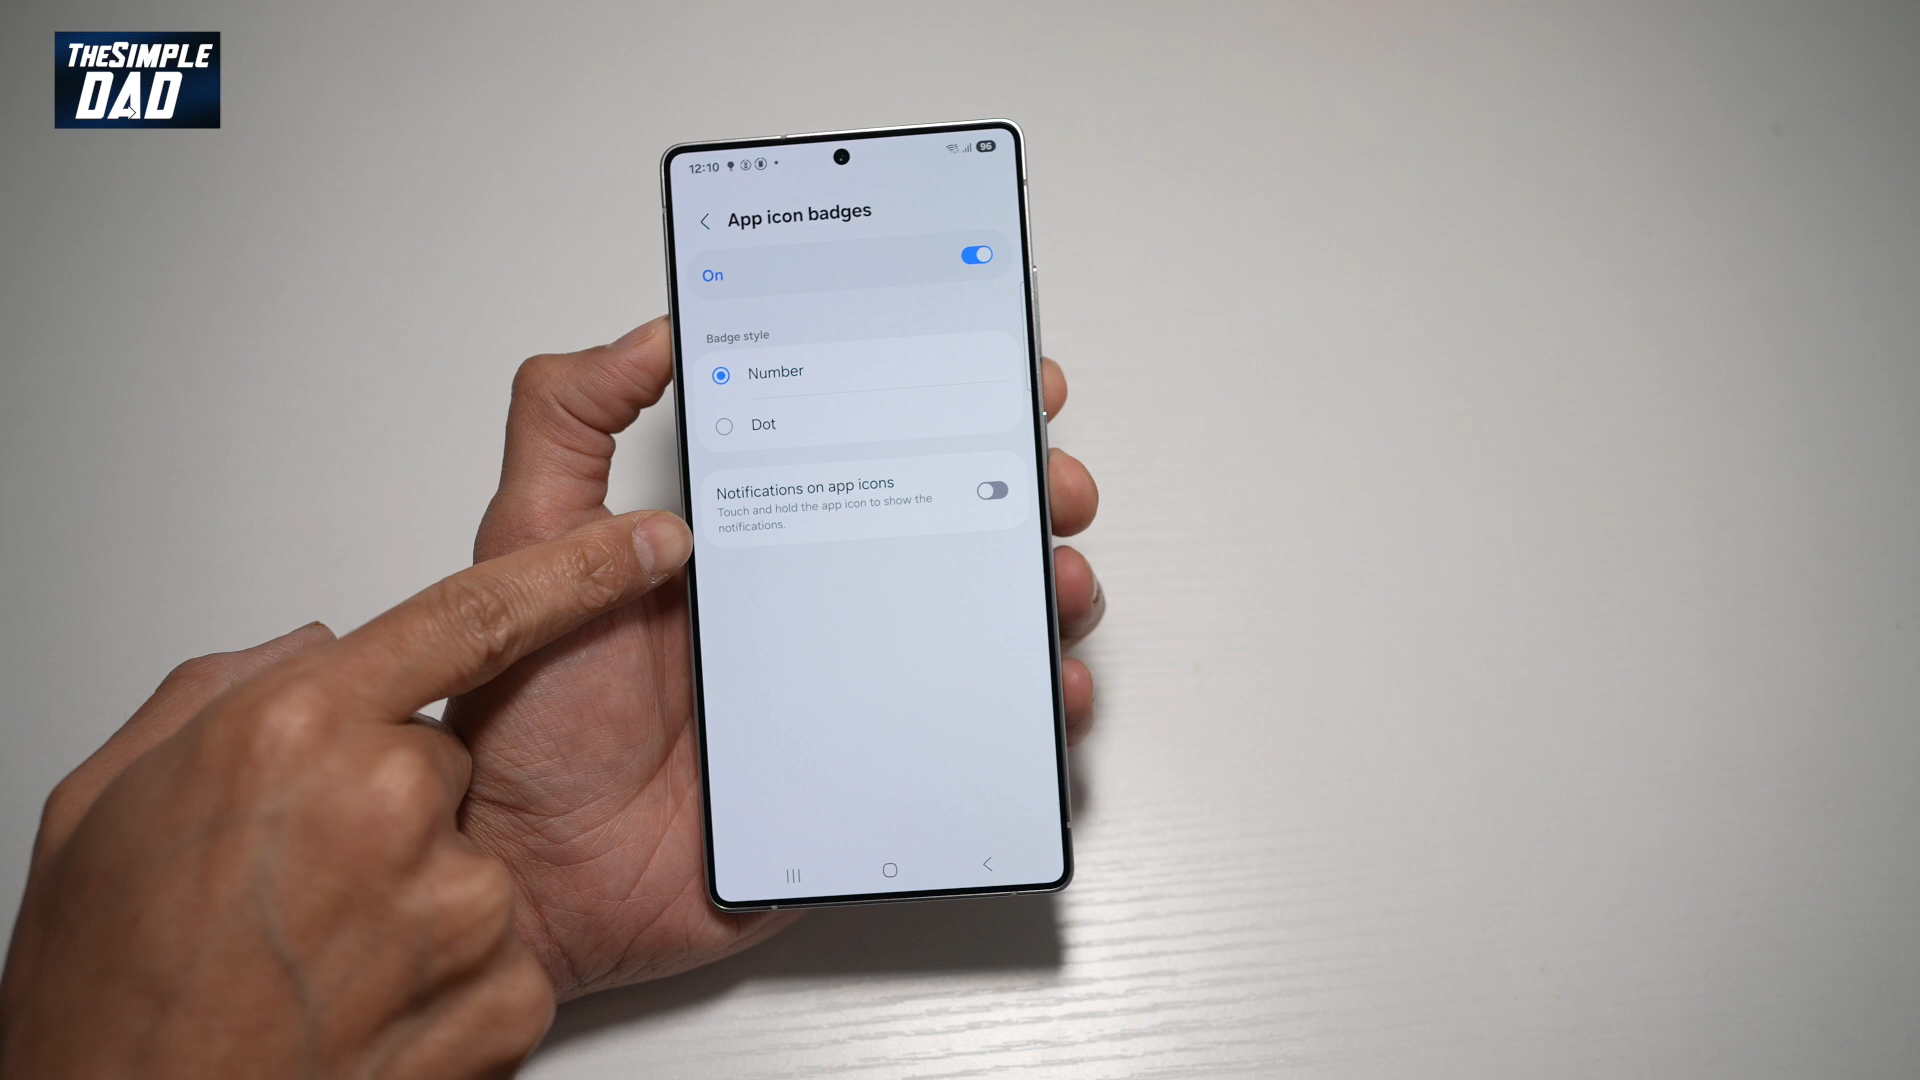 THESIMPLE
DAD
12:10
96
App icon badges
On
Badge style
Number
Dot
Notifications on app icons
Touch and hold the app icon to show the
notifications.